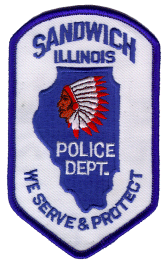 SANDWICH
ILLINOIS
POLICE
DEPT.
WE SERVE & PROTECT